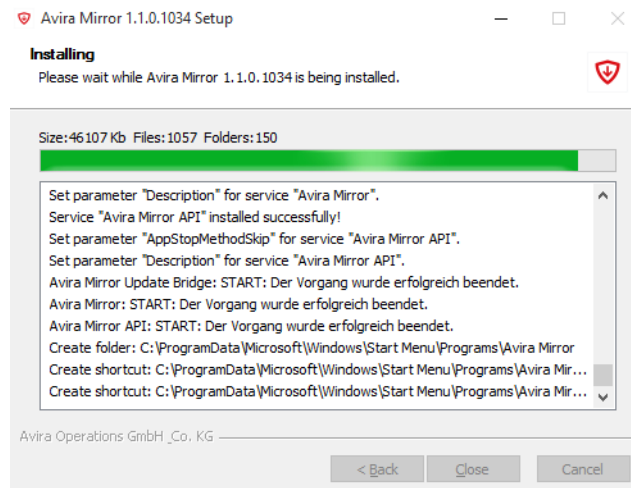 Avira Mirror 1.1.0.1034 Setup
Installing
Please wait while Avira Mirror 1.1.0.1034 is being installed.
Size:46107 Kb Files:1057 Folders:150
Set parameter "Description" for service "Avira Mirror".
Service "Avira Mirror API" installed successfully!
Set parameter "AppStopMethodSkip" for service "Avira Mirror API".
Set parameter "Description" for service "Avira Mirror API".
Avira Mirror Update Bridge: START: Der Vorgang wurde erfolgreich beendet.
Avira Mirror: START: Der Vorgang wurde erfolgreich beendet.
Avira Mirror API: START: Der Vorgang wurde erfolgreich beendet.
Create folder: C:\ProgramData\Microsoft\Windows\Start Menu\Programs\Avira Mirror
Create shortcut: C:\ProgramData\Microsoft\Windows\Start Menu\Programs\Avira Mir...
Create shortcut: C:\ProgramData\Microsoft\Windows\Start Menu\Programs\Avira Mir...
Avira Operations GmbH _Co. KG
< Back Close Cancel